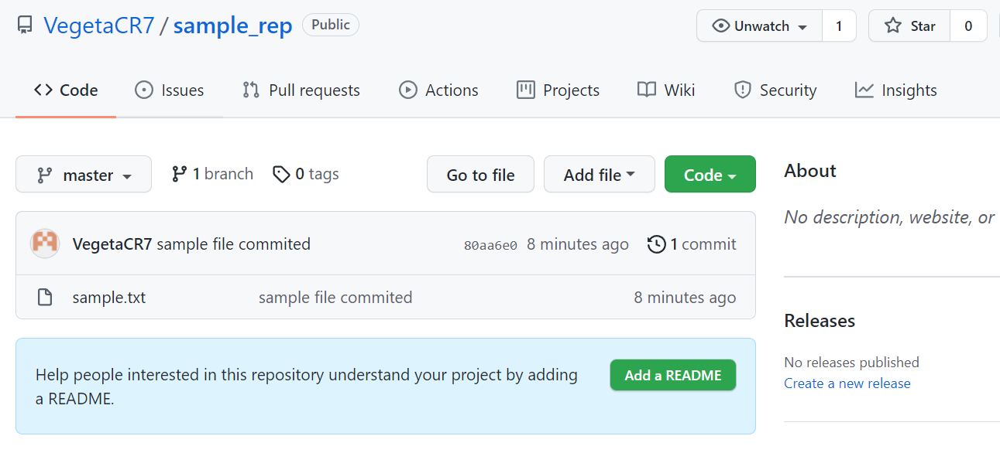 VegetaCR7 / sample_rep Public Unwatch 1 Star 0
Code Issues Pull requests Actions Projects Wiki Security Insights
master 1 branch 0 tags Go to file Add file Code
About
No description, website, or
VegetaCR7 sample file commited 80aa6e0 8 minutes ago 1 commit
sample.txt sample file commited 8 minutes ago
Releases
No releases published
Create a new release
Help people interested in this repository understand your project by adding
a README.
Add a README